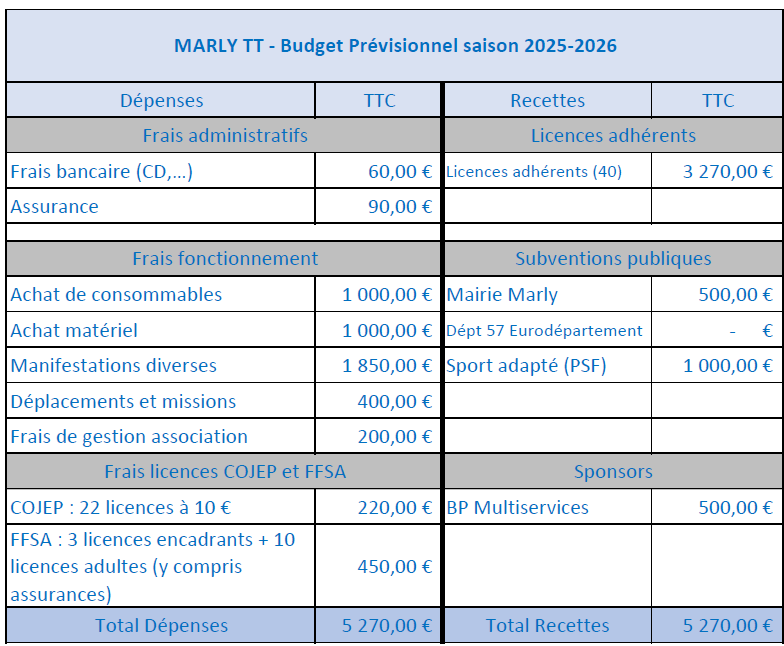 MARLY TT - Budget Prévisionnel saison 2025-2026
Dépenses TTC Recettes TTC
Frais administratifs Licences adhérents
Frais bancaire (CD,...) 60,00 € Licences adhérents (40) 3 270,00 €
Assurance 90,00 €
Frais fonctionnement Subventions publiques
Achat de consommables 1 000,00 € Mairie Marly 500,00 €
Achat matériel 1 000,00 € Dépt 57 Eurodépartement - €
Manifestations diverses 1 850,00 € Sport adapté (PSF) 1 000,00 €
Déplacements et missions 400,00 €
Frais de gestion association 200,00 €
Frais licences COJEP et FFSA Sponsors
COJEP : 22 licences à 10 € 220,00 € BP Multiservices 500,00 €
FFSA : 3 licences encadrants + 10
licences adultes (y compris 450,00 €
assurances)
Total Dépenses 5 270,00 € Total Recettes 5 270,00 €